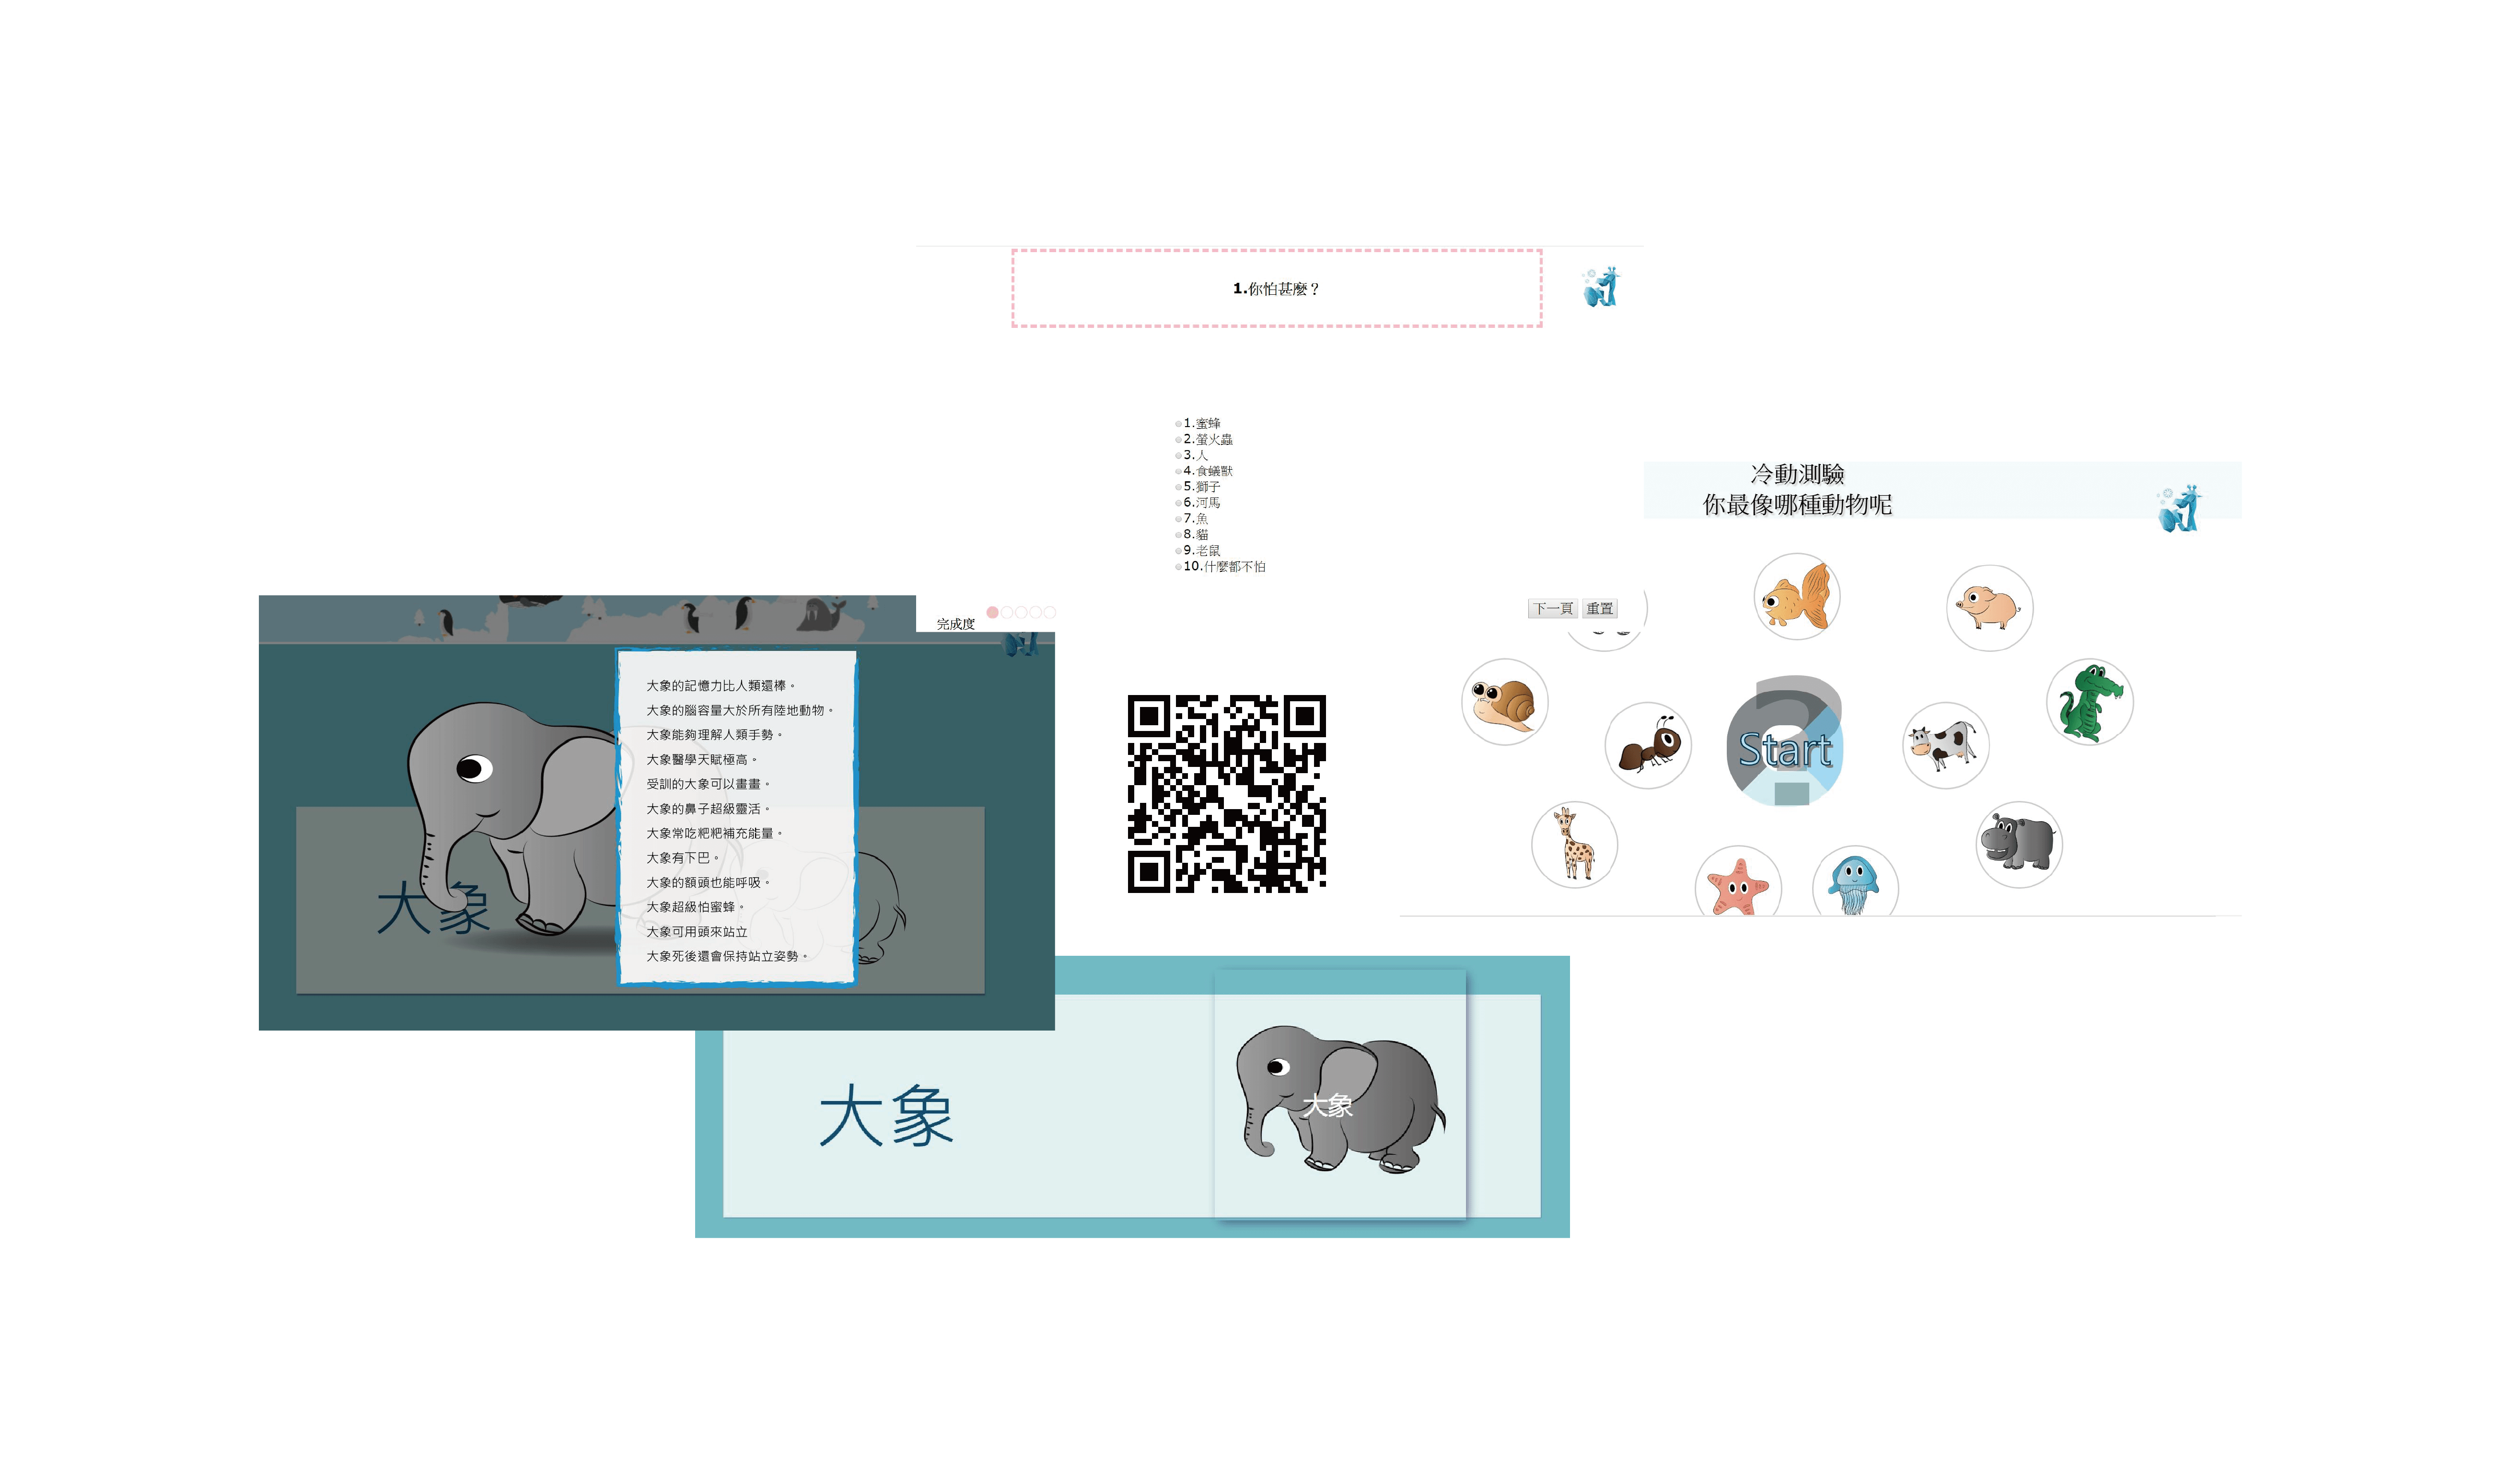 1.你怕甚麼？
1.蜜蜂
2.螢火蟲
3.人
4.食蟻獸
5.獅子
6.河馬
7.魚
8.貓
9.老鼠
10.什麼都不怕
完成度
下一頁 重置
冷動測驗
你最像哪種動物呢
Start
大象
大象的記憶力比人類還棒。
大象的腦容量大於所有陸地動物。
大象能夠理解人類手勢。
大象醫學天賦極高。
受訓的大象可以畫畫。
大象的鼻子超級靈活。
大象常吃粑粑補充能量。
大象有下巴。
大象的額頭也能呼吸。
大象超級怕蜜蜂。
大象可用頭來站立
大象死後還會保持站立姿勢。
大象
大象